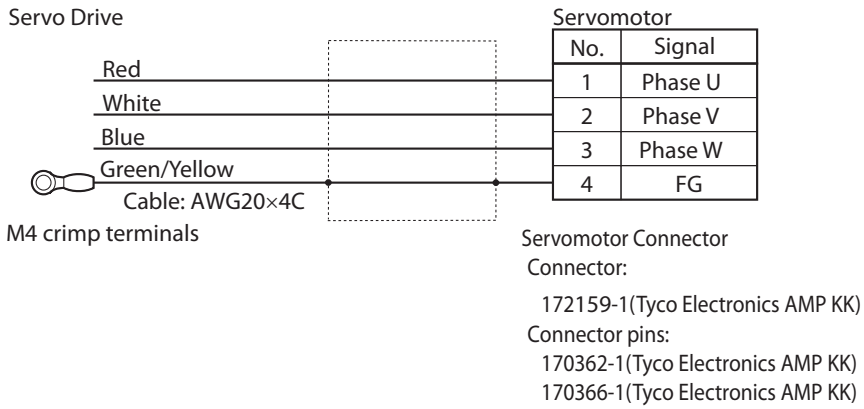 Servo Drive
Servomotor
No. Signal
Red
1 Phase U
White
2 Phase V
Blue
3 Phase W
Green/Yellow
4 FG
Cable: AWG20×4C
M4 crimp terminals
Servomotor Connector
Connector:
172159-1(Tyco Electronics AMP KK)
Connector pins:
170362-1(Tyco Electronics AMP KK)
170366-1(Tyco Electronics AMP KK)